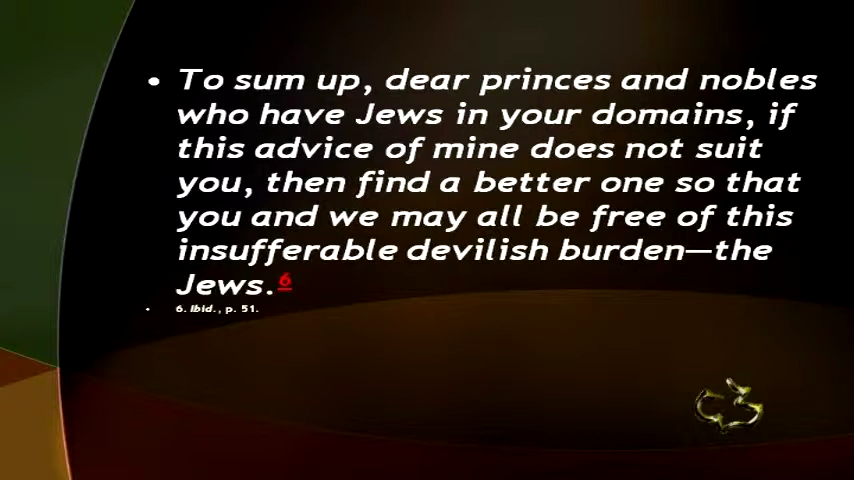 • To sum up, dear princes and nobles
who have Jews in your domains, if
this advice of mine does not suit
you, then find a better one so that
you and we may all be free of this
insufferable devilish burden—the
Jews.6
• 6. Ibid., p. 51.
C3